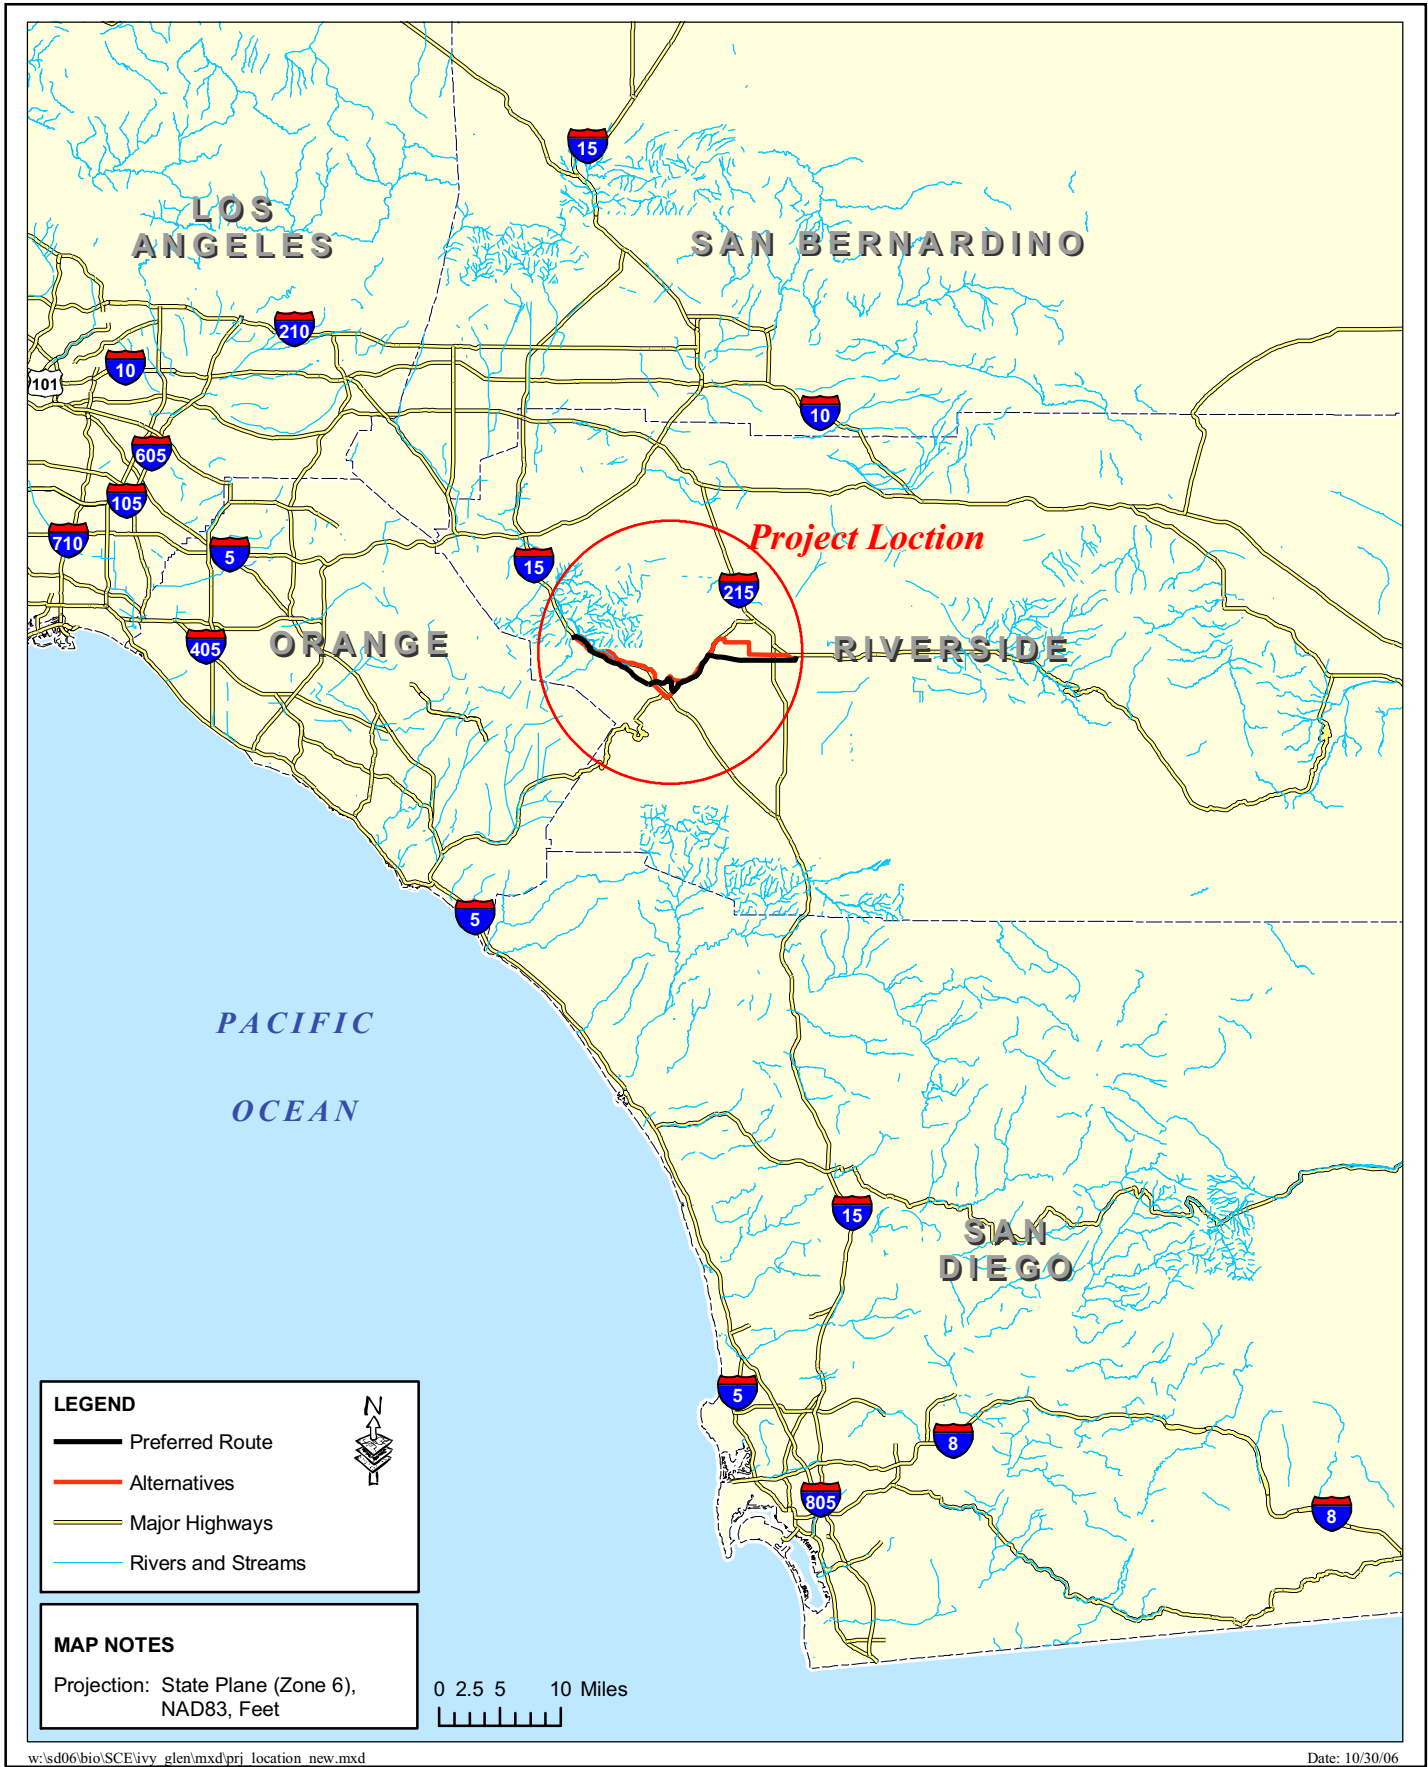 15
LOS
ANGELES
SAN BERNARDINO
210
10
101
10
605
105
710
5
15
Project Loction
215
405
ORANGE
RIVERSIDE
5
PACIFIC
OCEAN
15
SAN
DIEGO
5
8
805
8
LEGEND
N
Preferred Route
Alternatives
Major Highways
Rivers and Streams
MAP NOTES
Projection: State Plane (Zone 6),
NAD83, Feet
0 2.5 5 10 Miles
w:\sd06\bio\SCE\ivy_glen\mxd\prj_location_new.mxd
Date: 10/30/06